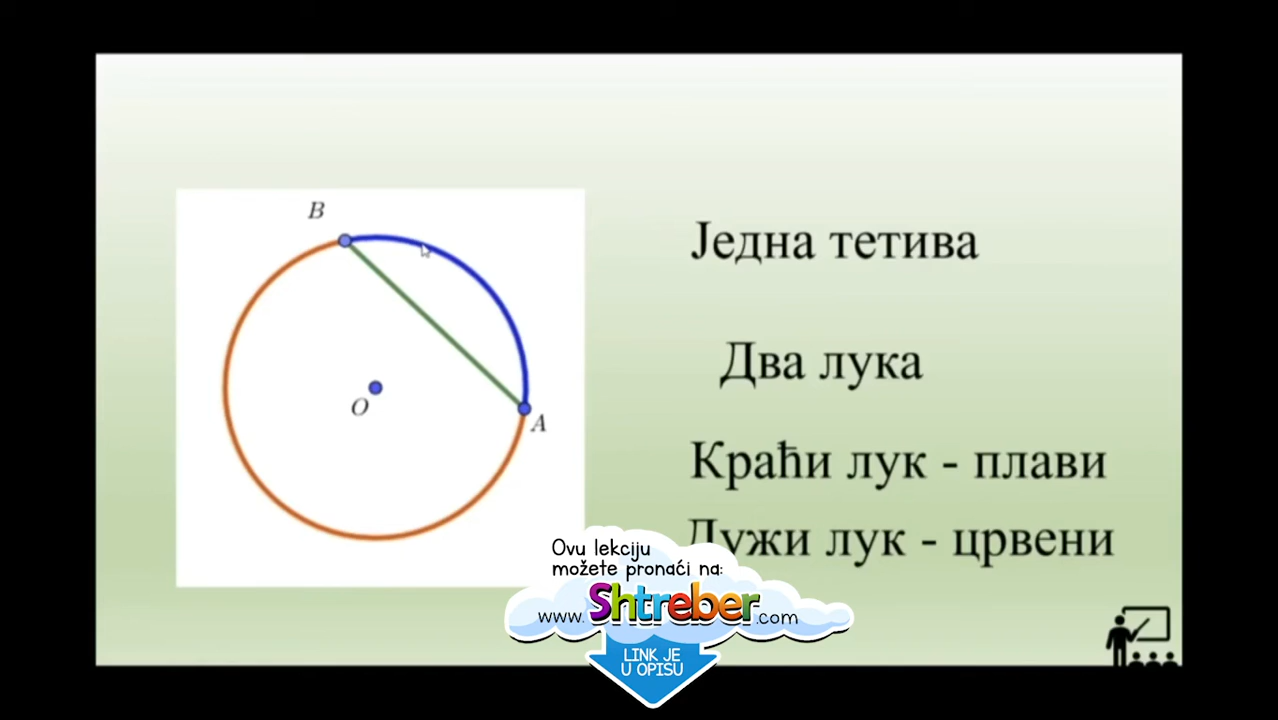 B
O
A
Једна тетива
Два лука
Краћи лук - плави
Дужи лук - црвени
Ovu lekciju
možete pronaći na:
www.Shtreber.com
LINK JE
U OPISU